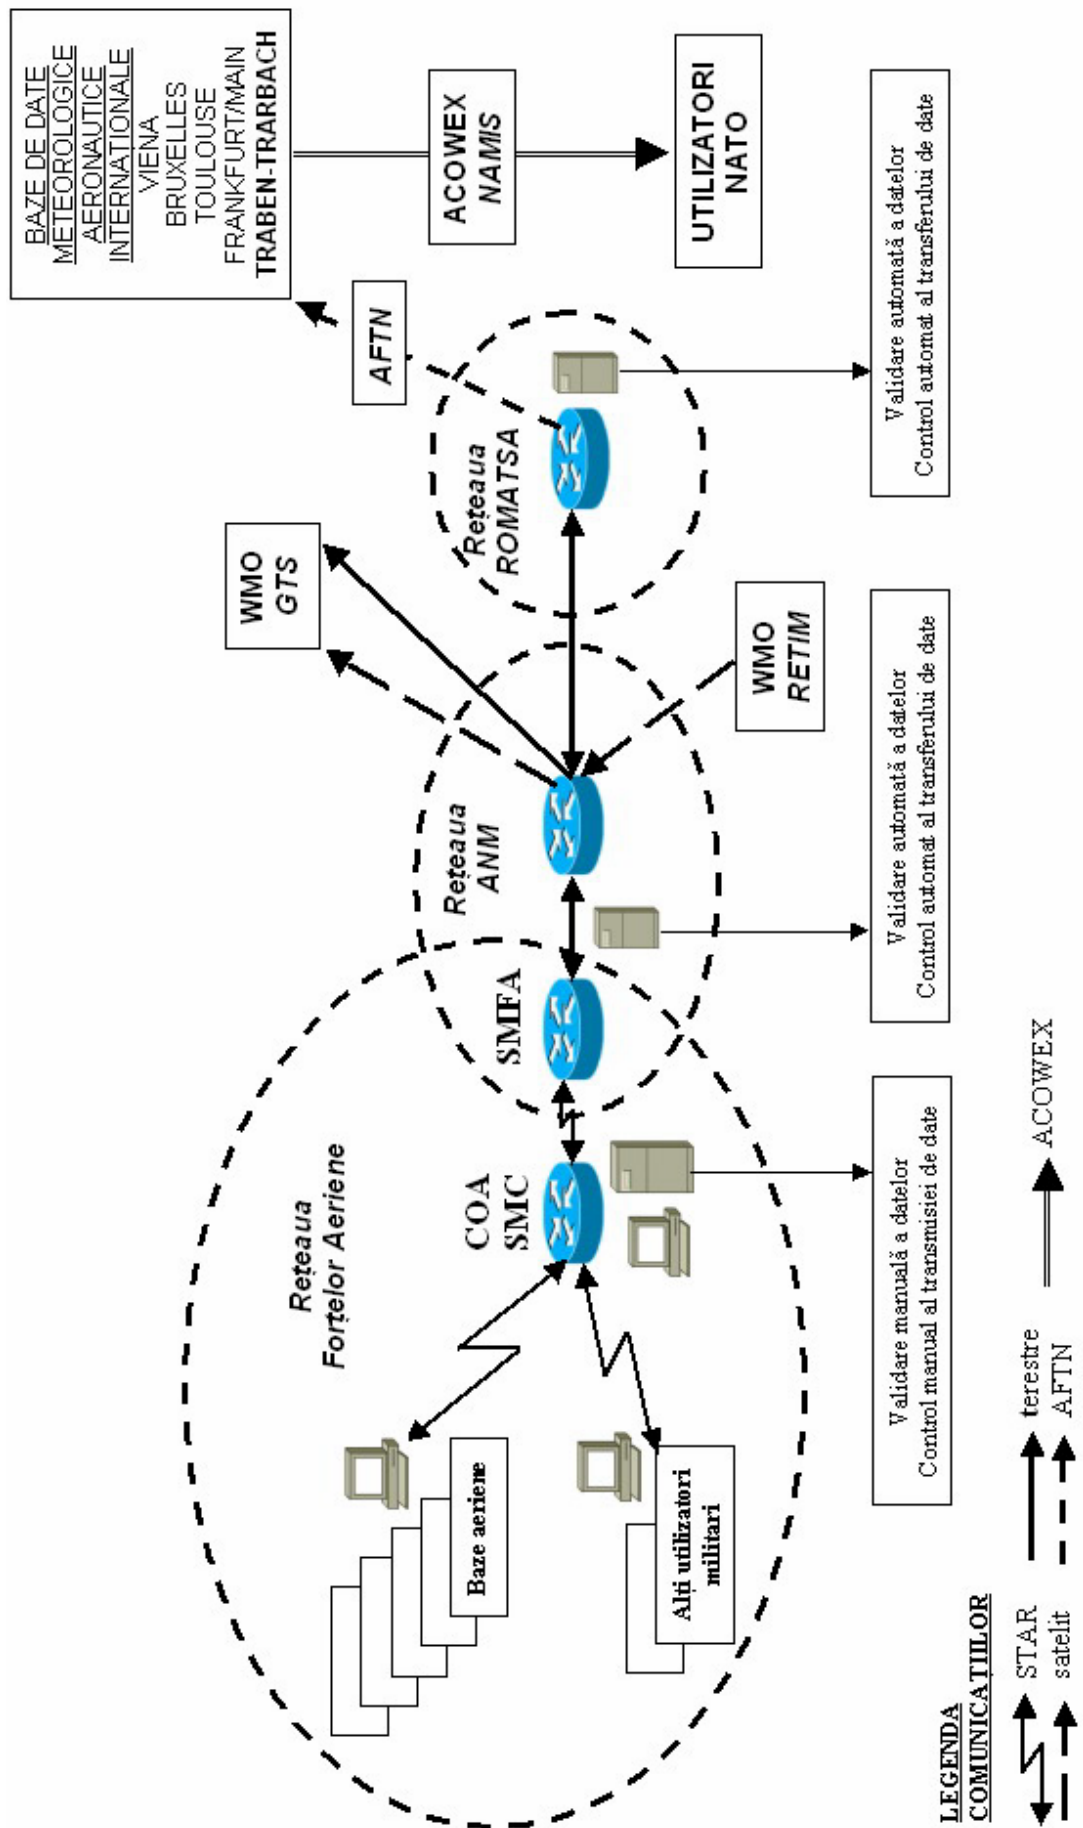 BAZE DE DATE
METEOROLOGICE
AERONAUTICE
INTERNATIONALE
VIENA
BRUXELLES
TOULOUSE
FRANKFURT/MAIN
TRABEN-TRARBACH
ACOWEX
NAMIS
UTILIZATORI
NATO
AFTN
WMO
GTS
WMO
RETIM
Rețeaua
ROMATSA
Rețeaua
ANM
SMFA
COA
SMC
Rețeaua
Forțelor Aeriene
Baze aeriene
Alți utilizatori
militari
Validare manuală a datelor
Control manual al transmisiei de date
Validare automată a datelor
Control automat al transferului de date
Validare automată a datelor
Control automat al transferului de date
LEGENDA
COMUNICAȚIILOR
STAR
terestre
ACOWEX
satelit
AFTN